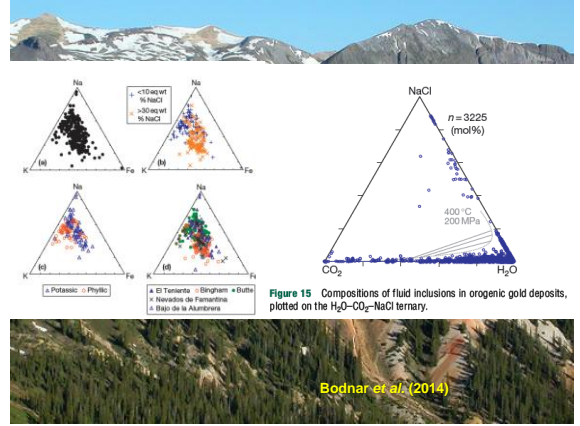 Na
K
Fe
(a)
+ <10 eq wt
% NaCl
× >30 eq wt
% NaCl
Na
K
Fe
(b)
Na
K
Fe
(c)
△ Potassic ○ Phyllic
Na
K
Fe
(d)
▲ El Tenienta ○ Bingham ● Butte
× Nevados de Famantina
△ Bajo de la Alumbrera
NaCl
n = 3225
(mol%)
400 °C
200 MPa
CO2
H2O
Figure 15 Compositions of fluid inclusions in orogenic gold deposits,
plotted on the H2O–CO2–NaCl ternary.
Bodnar et al. (2014)